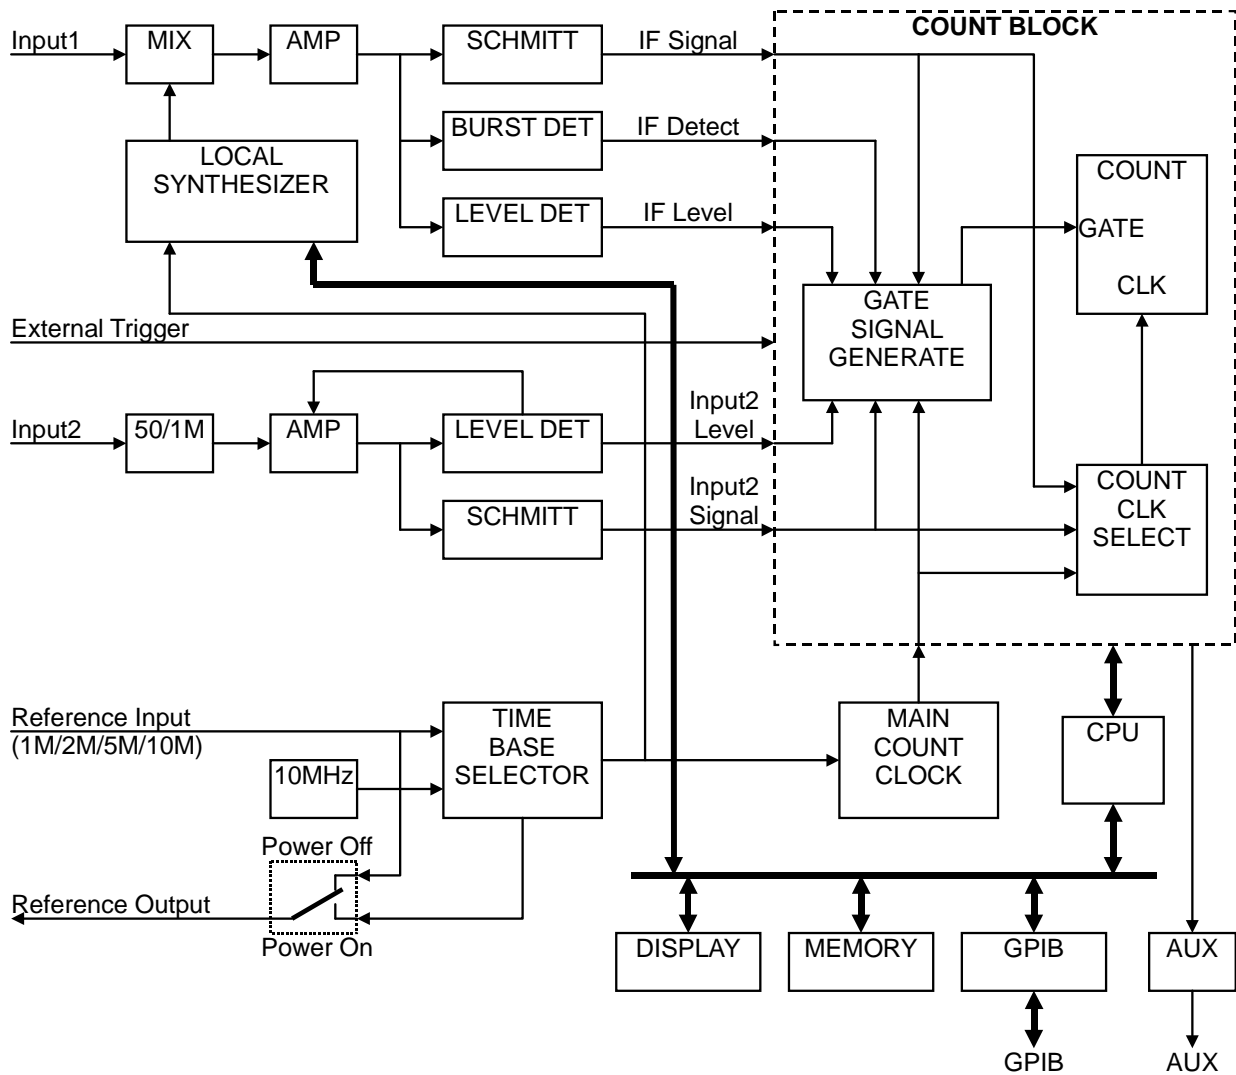 COUNT BLOCK
Input1
MIX
AMP
SCHMITT
IF Signal
BURST DET
IF Detect
LOCAL
SYNTHESIZER
LEVEL DET
IF Level
COUNT
GATE
CLK
GATE
SIGNAL
GENERATE
External Trigger
Input2
50/1M
AMP
LEVEL DET
Input2
Level
SCHMITT
Input2
Signal
COUNT
CLK
SELECT
Reference Input
(1M/2M/5M/10M)
10MHz
TIME
BASE
SELECTOR
MAIN
COUNT
CLOCK
CPU
Power Off
Reference Output
Power On
DISPLAY
MEMORY
GPIB
AUX
GPIB
AUX